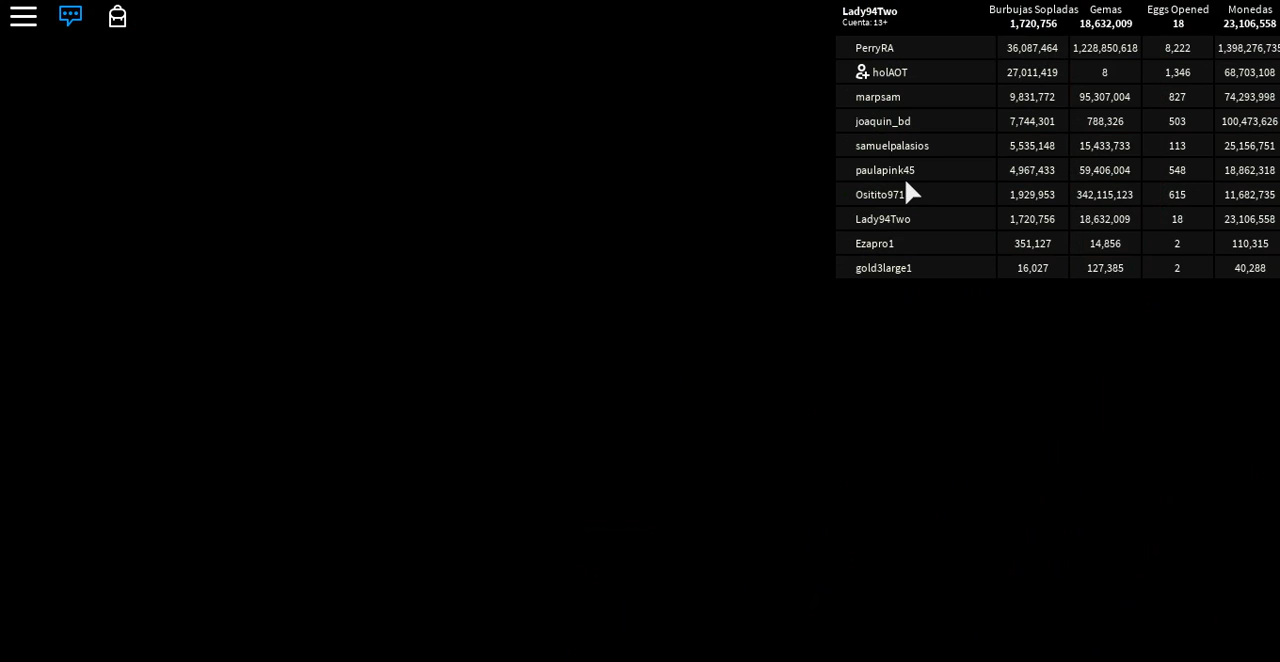 Lady94Two Burbujas Sopladas Gemas Eggs Opened Monedas
Cuenta: 13+ 1,720,756 18,632,009 18 23,106,558
PerryRA 36,087,464 1,228,850,618 8,222 1,398,276,735
holAOT 27,011,419 8 1,346 68,703,108
marpsam 9,831,772 95,307,004 827 74,293,998
joaquin_bd 7,744,301 788,326 503 100,473,626
samuelpalasios 5,535,148 15,433,733 113 25,156,751
paulapink45 4,967,433 59,406,004 548 18,862,318
Ositito971 1,929,953 342,115,123 615 11,682,735
Lady94Two 1,720,756 18,632,009 18 23,106,558
Ezapro1 351,127 14,856 2 110,315
gold3large1 16,027 127,385 2 40,288